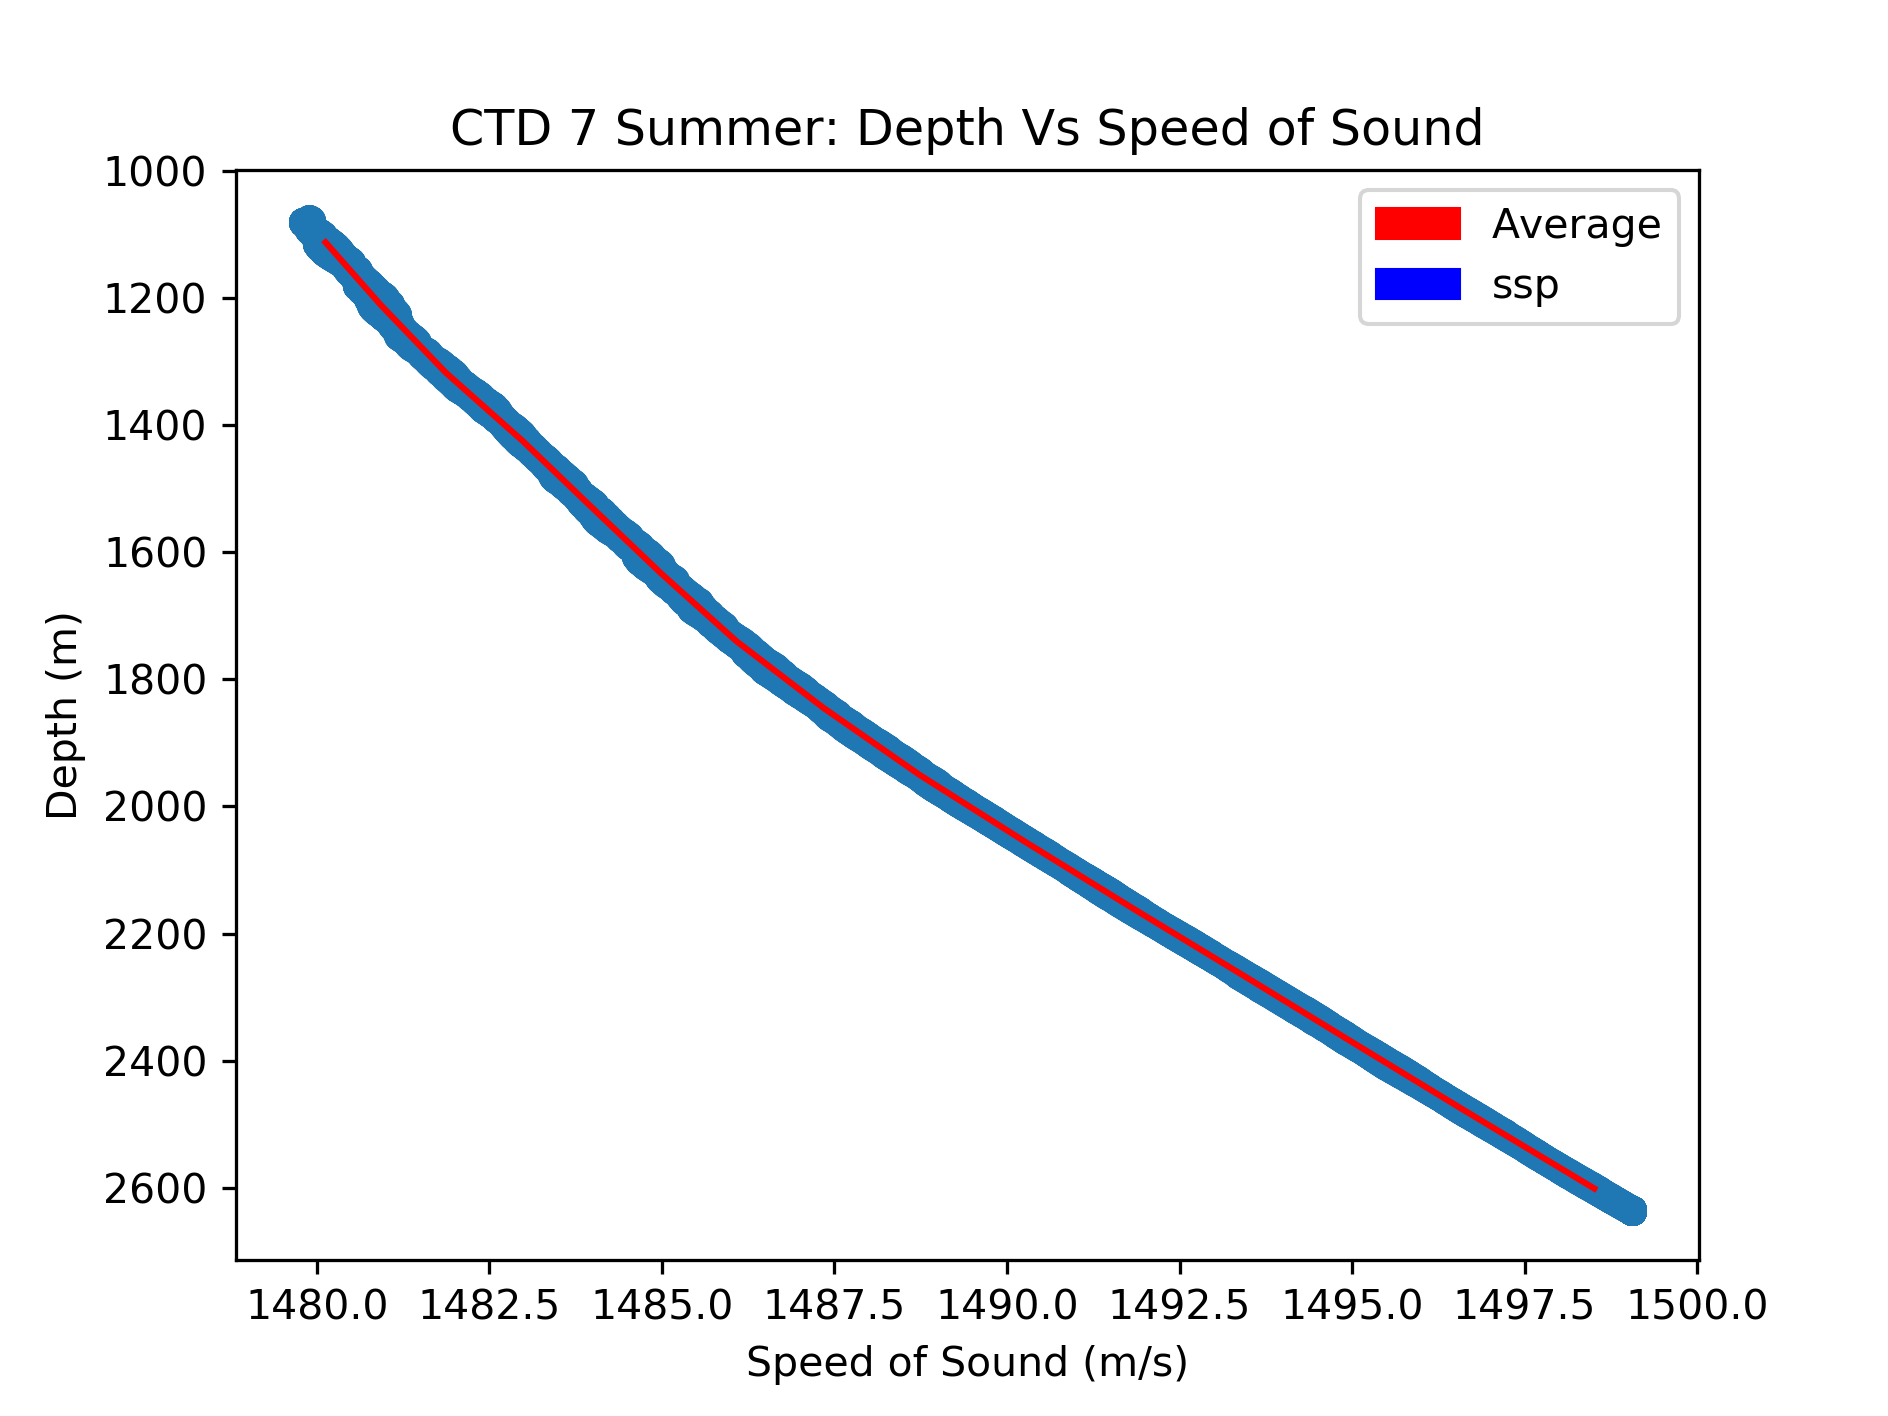 CTD 7 Summer: Depth Vs Speed of Sound
Average
ssp
1000
1200
1400
1600
1800
2000
2200
2400
2600
Depth (m)
1480.0 1482.5 1485.0 1487.5 1490.0 1492.5 1495.0 1497.5 1500.0
Speed of Sound (m/s)